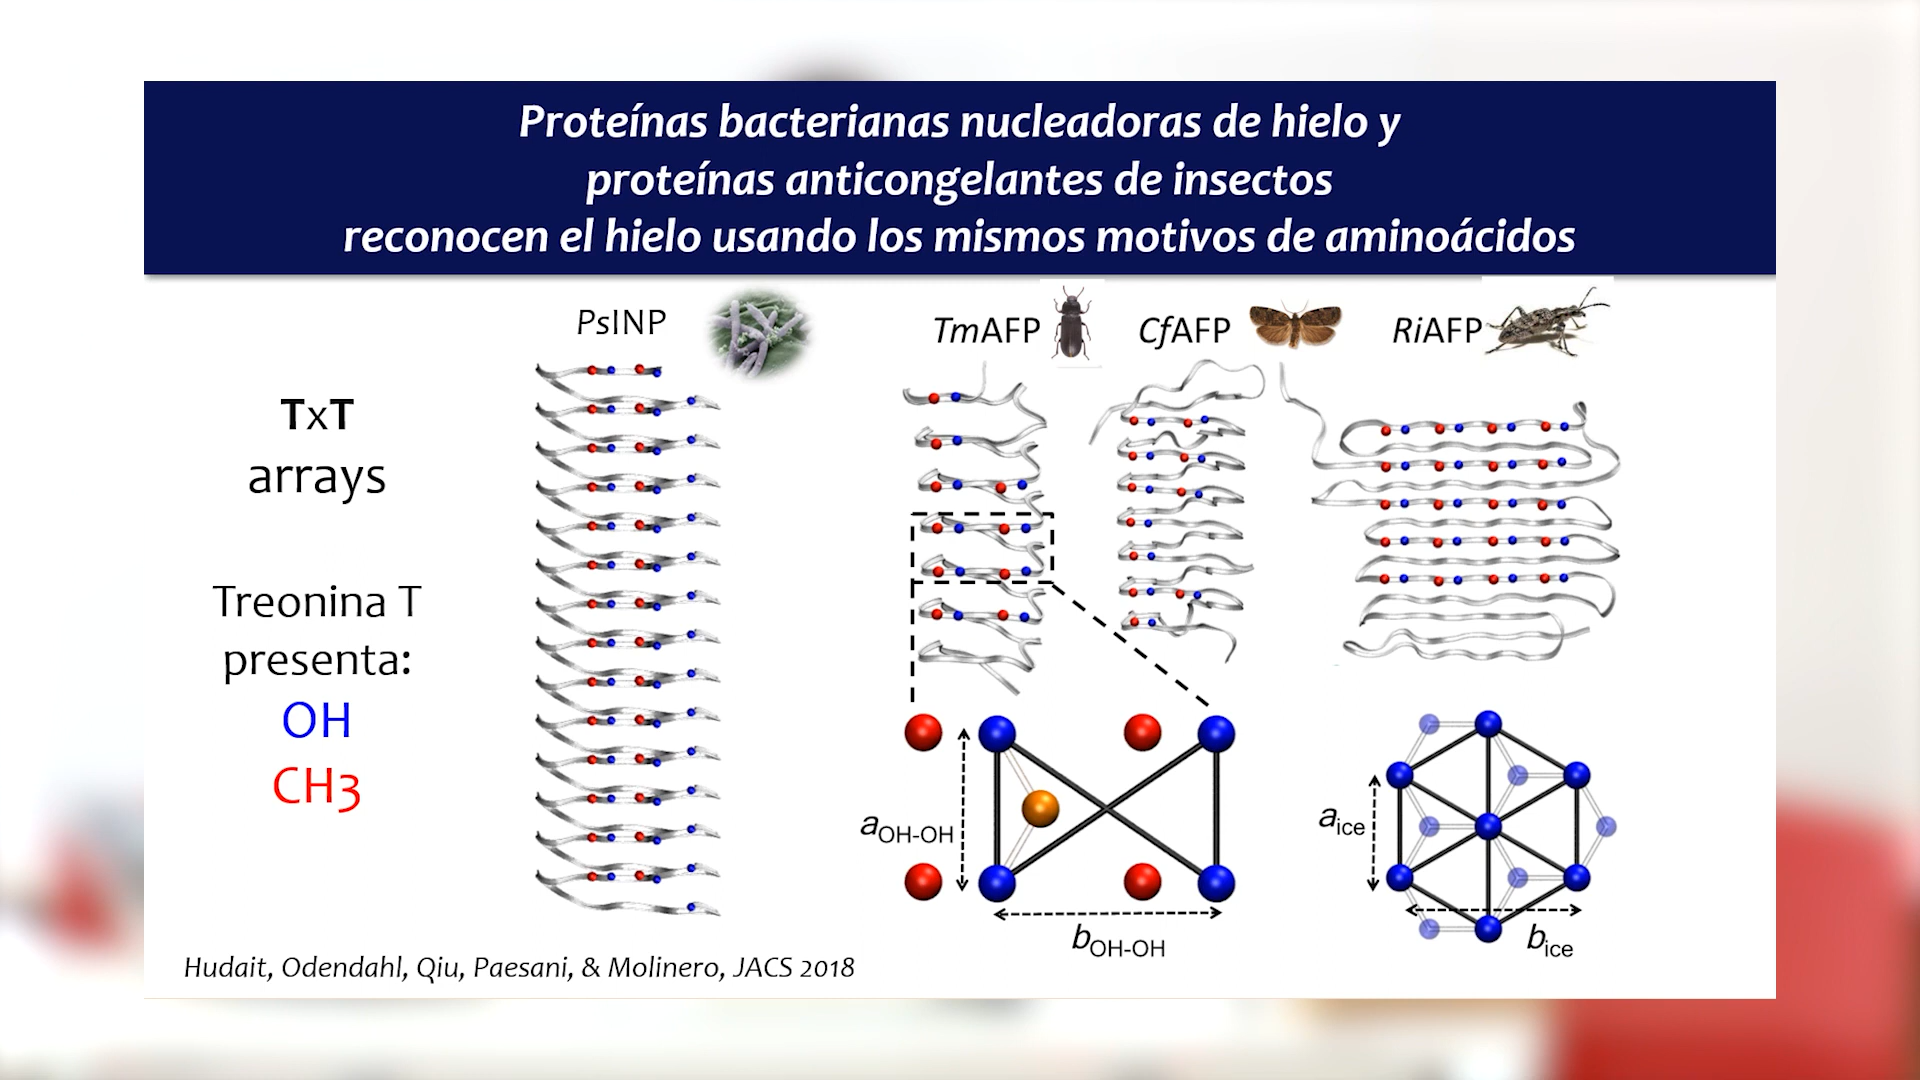 Proteínas bacterianas nucleadoras de hielo y
proteínas anticongelantes de insectos
reconocen el hielo usando los mismos motivos de aminoácidos
PsINP
TmAFP
CfAFP
RiAFP
TxT
arrays
Treonina T
presenta:
OH
CH3
aOH-OH
bOH-OH
aice
bice
Hudait, Odendahl, Qiu, Paesani, & Molinero, JACS 2018